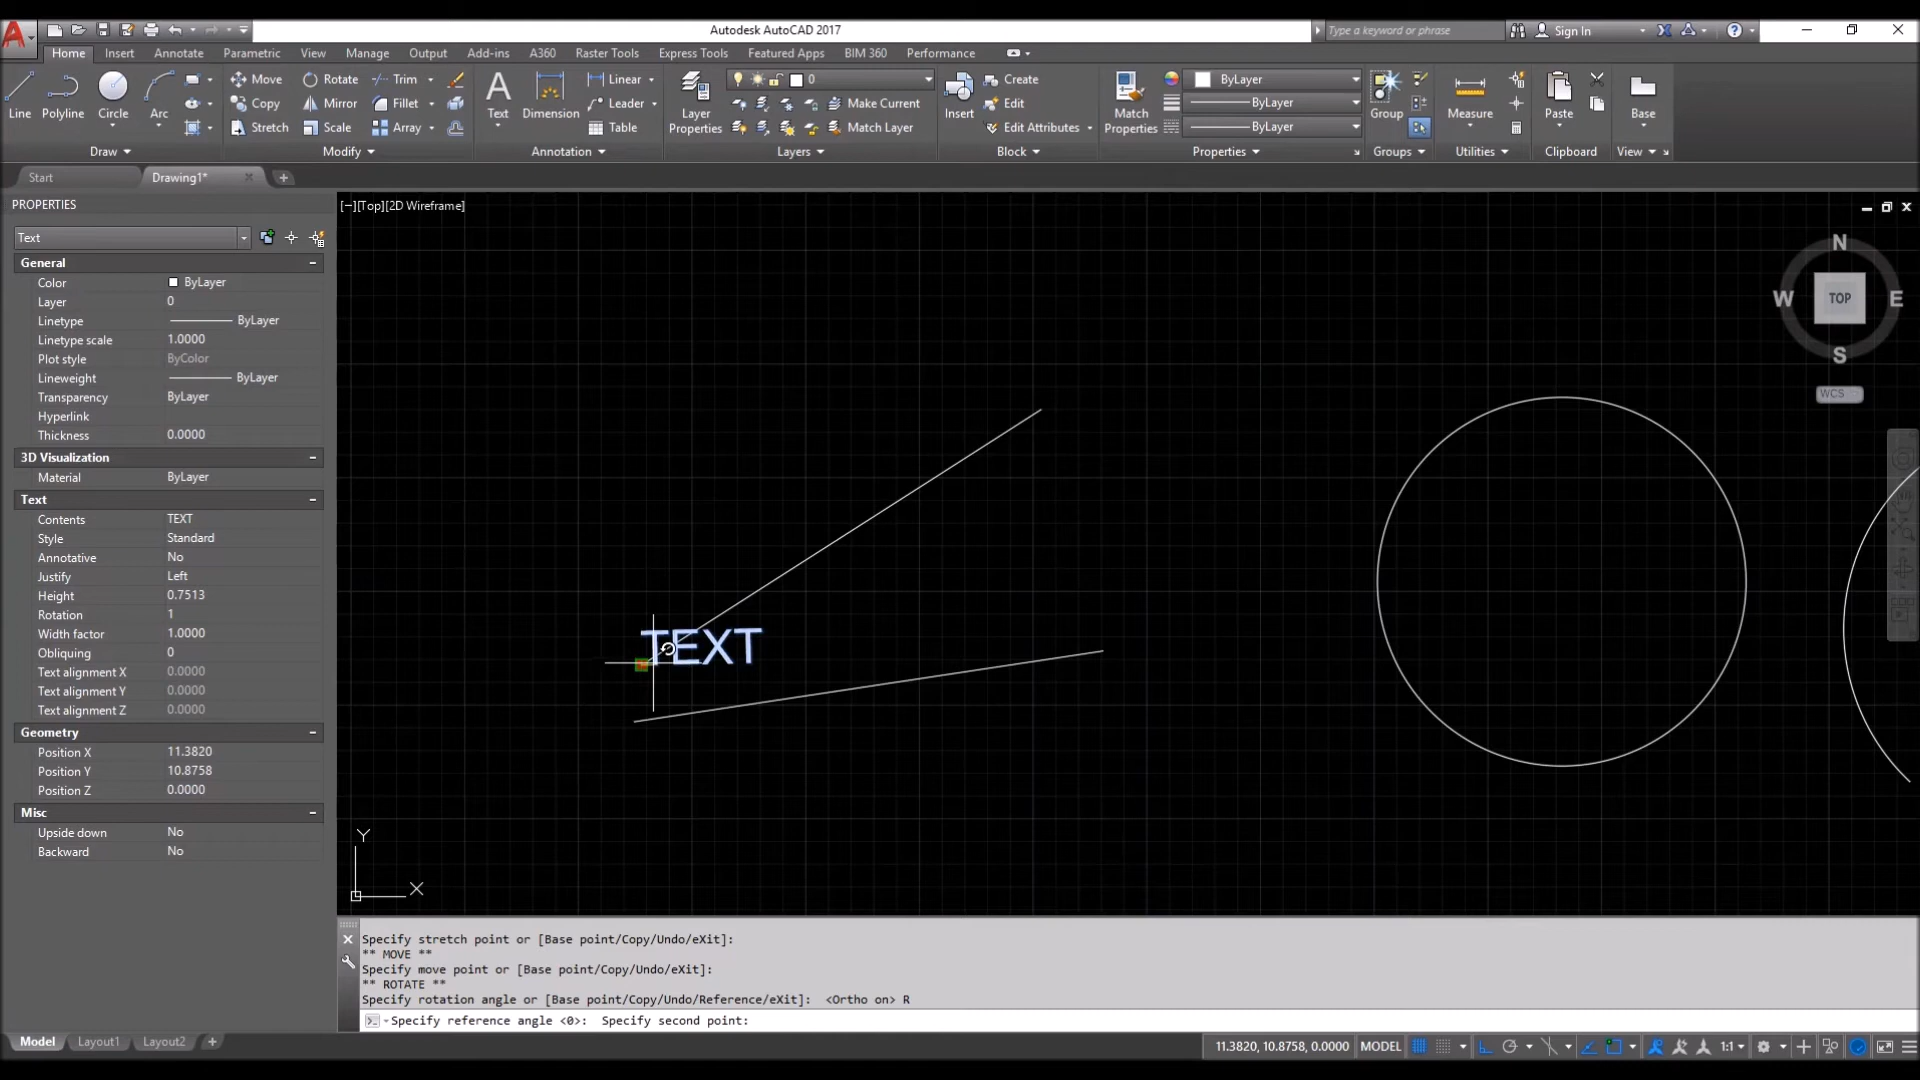 Autodesk AutoCAD 2017
Type a keyword or phrase
Sign In
Home Insert Annotate Parametric View Manage Output Add-ins A360 Raster Tools Express Tools Featured Apps BIM 360 Performance
Line Polyline Circle Arc
Draw
Move Rotate Trim
Copy Mirror Fillet
Stretch Scale Array
Modify
Text Dimension
Linear
Leader
Table
Annotation
Layer Properties
0
Make Current
Match Layer
Layers
Insert
Create
Edit
Edit Attributes
Block
Match Properties
ByLayer
ByLayer
ByLayer
Properties
Group
Groups
Measure
Utilities
Paste
Clipboard
Base
View
Start Drawing1*
PROPERTIES
Text
General
Color ByLayer
Layer 0
Linetype ByLayer
Linetype scale 1.0000
Plot style ByColor
Lineweight ByLayer
Transparency ByLayer
Hyperlink
Thickness 0.0000
3D Visualization
Material ByLayer
Text
Contents TEXT
Style Standard
Annotative No
Justify Left
Height 0.7513
Rotation 1
Width factor 1.0000
Obliquing 0
Text alignment X 0.0000
Text alignment Y 0.0000
Text alignment Z 0.0000
Geometry
Position X 11.3820
Position Y 10.8758
Position Z 0.0000
Misc
Upside down No
Backward No
[−][Top][2D Wireframe]
N
W TOP E
S
WCS
TEXT
Y
X
Specify stretch point or [Base point/Copy/Undo/eXit]:
** MOVE **
Specify move point or [Base point/Copy/Undo/eXit]:
** ROTATE **
Specify rotation angle or [Base point/Copy/Undo/Reference/eXit]: <Ortho on> R
Specify reference angle <0>: Specify second point:
Model Layout1 Layout2
11.3820, 10.8758, 0.0000 MODEL 1:1